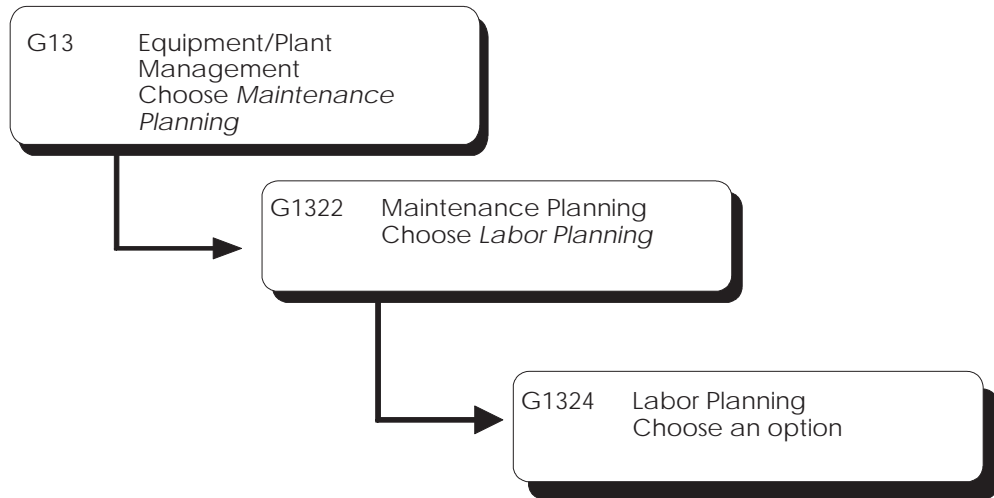 G13 Equipment/Plant
Management
Choose Maintenance
Planning
G1322 Maintenance Planning
Choose Labor Planning
G1324 Labor Planning
Choose an option